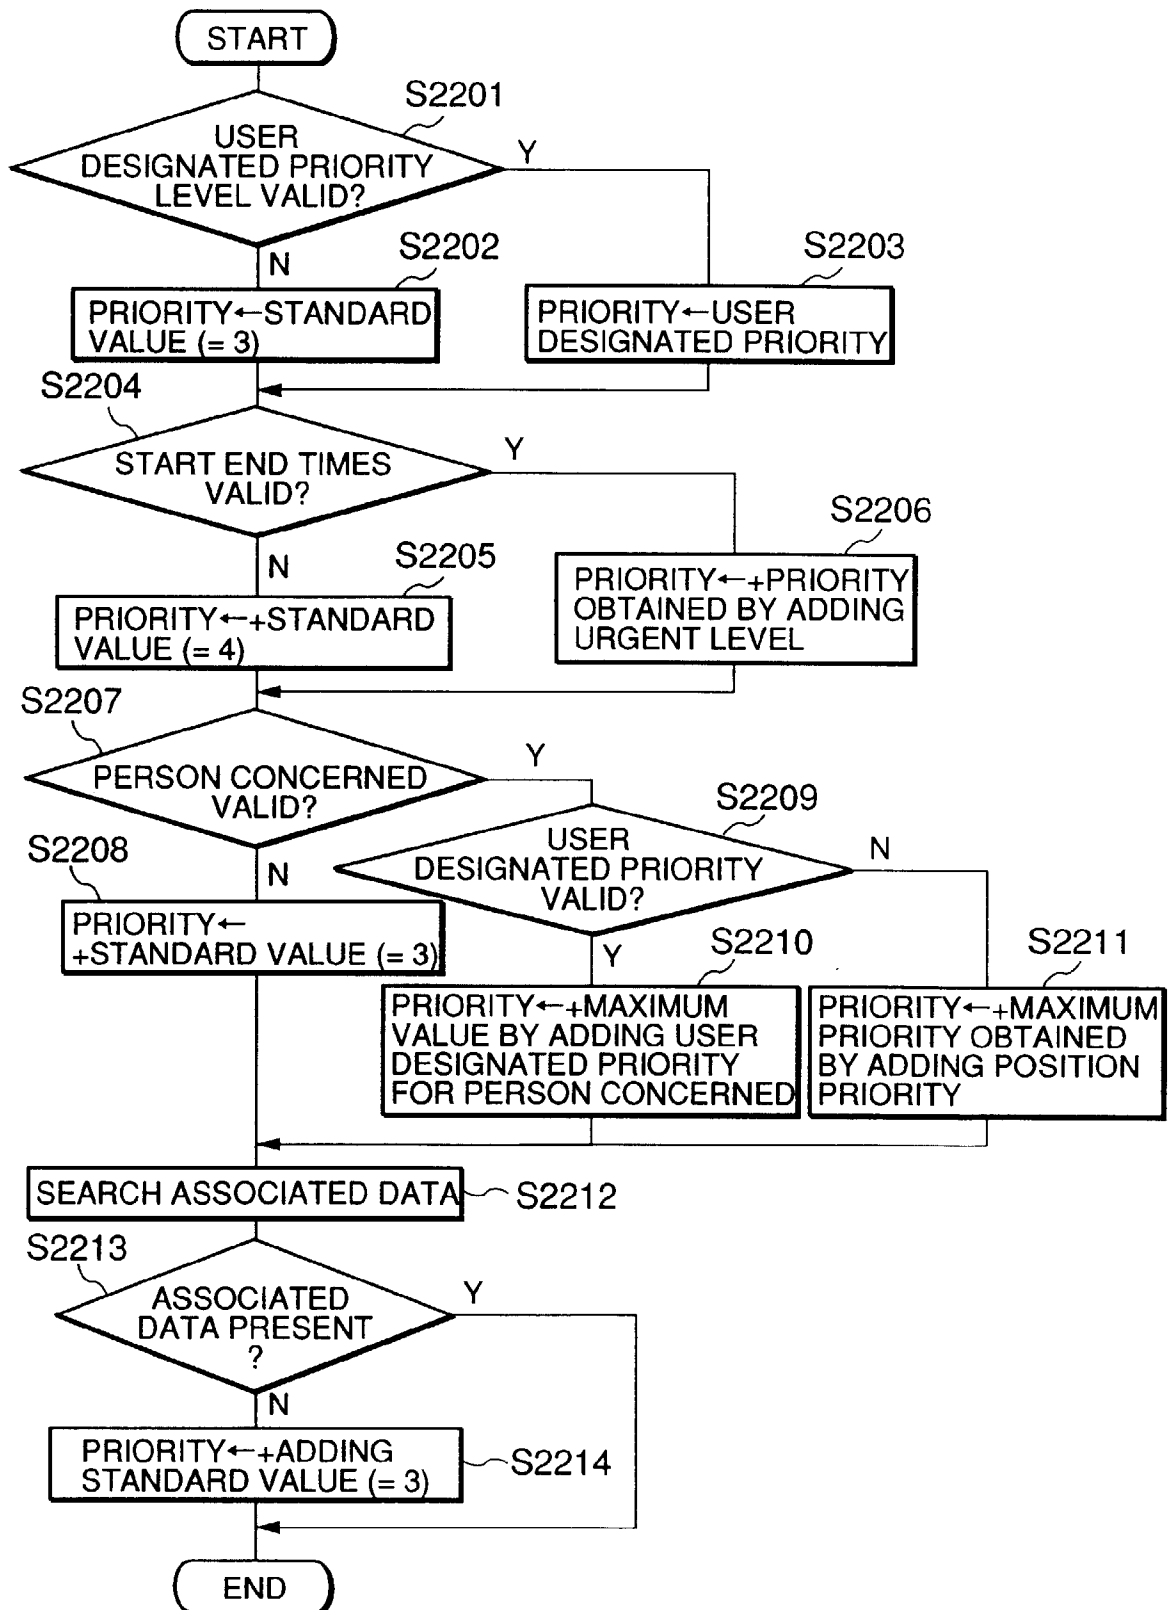 START
S2201
USER
DESIGNATED PRIORITY
LEVEL VALID?
Y
N
S2202
PRIORITY←STANDARD
VALUE (= 3)
S2203
PRIORITY←USER
DESIGNATED PRIORITY
S2204
START END TIMES
VALID?
Y
N
S2205
PRIORITY←+STANDARD
VALUE (= 4)
S2206
PRIORITY←+PRIORITY
OBTAINED BY ADDING
URGENT LEVEL
S2207
PERSON CONCERNED
VALID?
Y
N
S2208
PRIORITY←
+STANDARD VALUE (= 3)
S2209
USER
DESIGNATED PRIORITY
VALID?
N
Y
S2210
PRIORITY←+MAXIMUM
VALUE BY ADDING USER
DESIGNATED PRIORITY
FOR PERSON CONCERNED
S2211
PRIORITY←+MAXIMUM
PRIORITY OBTAINED
BY ADDING POSITION
PRIORITY
SEARCH ASSOCIATED DATA
S2212
S2213
ASSOCIATED
DATA PRESENT
?
Y
N
PRIORITY←+ADDING
STANDARD VALUE (= 3)
S2214
END